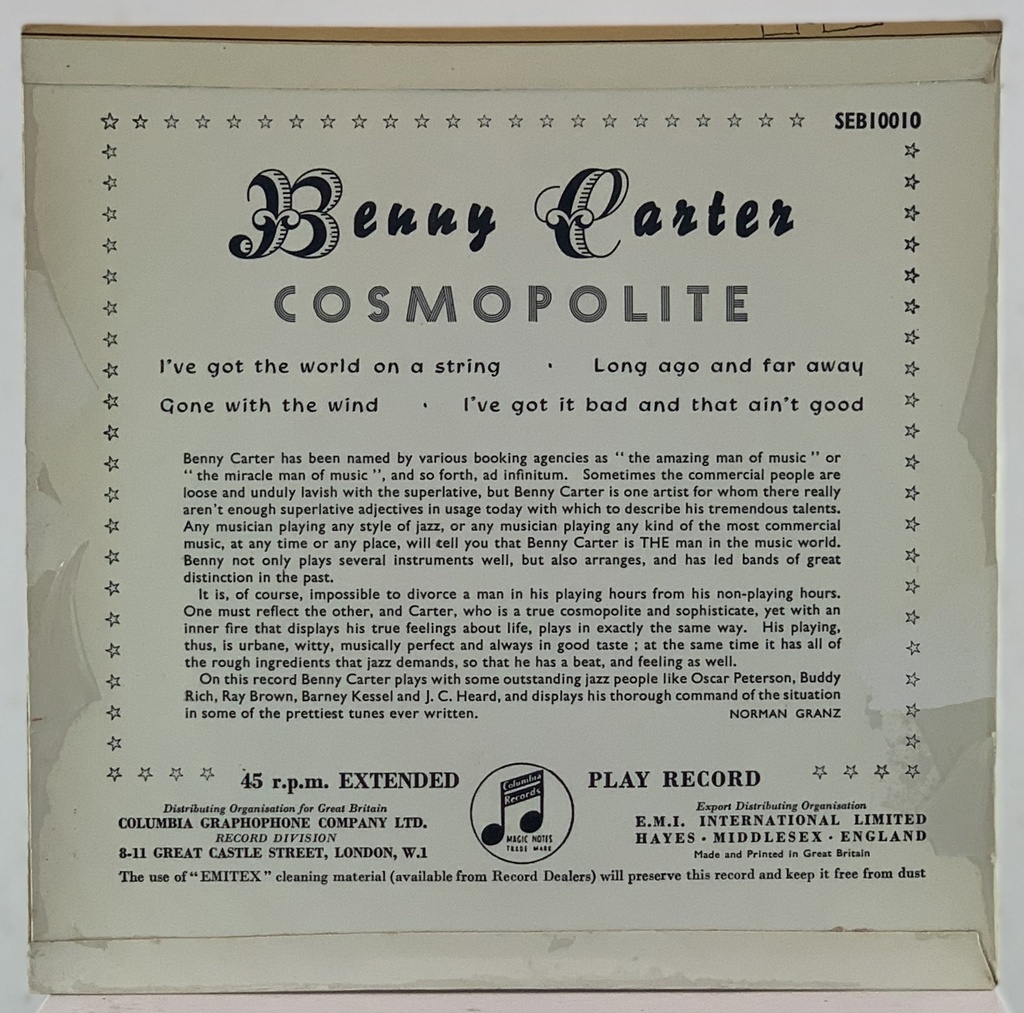 SEB10010
Benny Carter
COSMOPOLITE
I've got the world on a string · Long ago and far away
Gone with the wind · I've got it bad and that ain't good
Benny Carter has been named by various booking agencies as “ the amazing man of music ” or
“ the miracle man of music ”, and so forth, ad infinitum. Sometimes the commercial people are
loose and unduly lavish with the superlative, but Benny Carter is one artist for whom there really
aren't enough superlative adjectives in usage today with which to describe his tremendous talents.
Any musician playing any style of jazz, or any musician playing any kind of the most commercial
music, at any time or any place, will tell you that Benny Carter is THE man in the music world.
Benny not only plays several instruments well, but also arranges, and has led bands of great
distinction in the past.
It is, of course, impossible to divorce a man in his playing hours from his non-playing hours.
One must reflect the other, and Carter, who is a true cosmopolite and sophisticate, yet with an
inner fire that displays his true feelings about life, plays in exactly the same way. His playing,
thus, is urbane, witty, musically perfect and always in good taste ; at the same time it has all of
the rough ingredients that jazz demands, so that he has a beat, and feeling as well.
On this record Benny Carter plays with some outstanding jazz people like Oscar Peterson, Buddy
Rich, Ray Brown, Barney Kessel and J. C. Heard, and displays his thorough command of the situation
in some of the prettiest tunes ever written. NORMAN GRANZ
45 r.p.m. EXTENDED PLAY RECORD
Columbia
Records
MAGIC NOTES
TRADE MARK
Distributing Organisation for Great Britain
COLUMBIA GRAPHOPHONE COMPANY LTD.
RECORD DIVISION
8-11 GREAT CASTLE STREET, LONDON, W.1
Export Distributing Organisation
E.M.I. INTERNATIONAL LIMITED
HAYES · MIDDLESEX · ENGLAND
Made and Printed in Great Britain
The use of “ EMITEX ” cleaning material (available from Record Dealers) will preserve this record and keep it free from dust